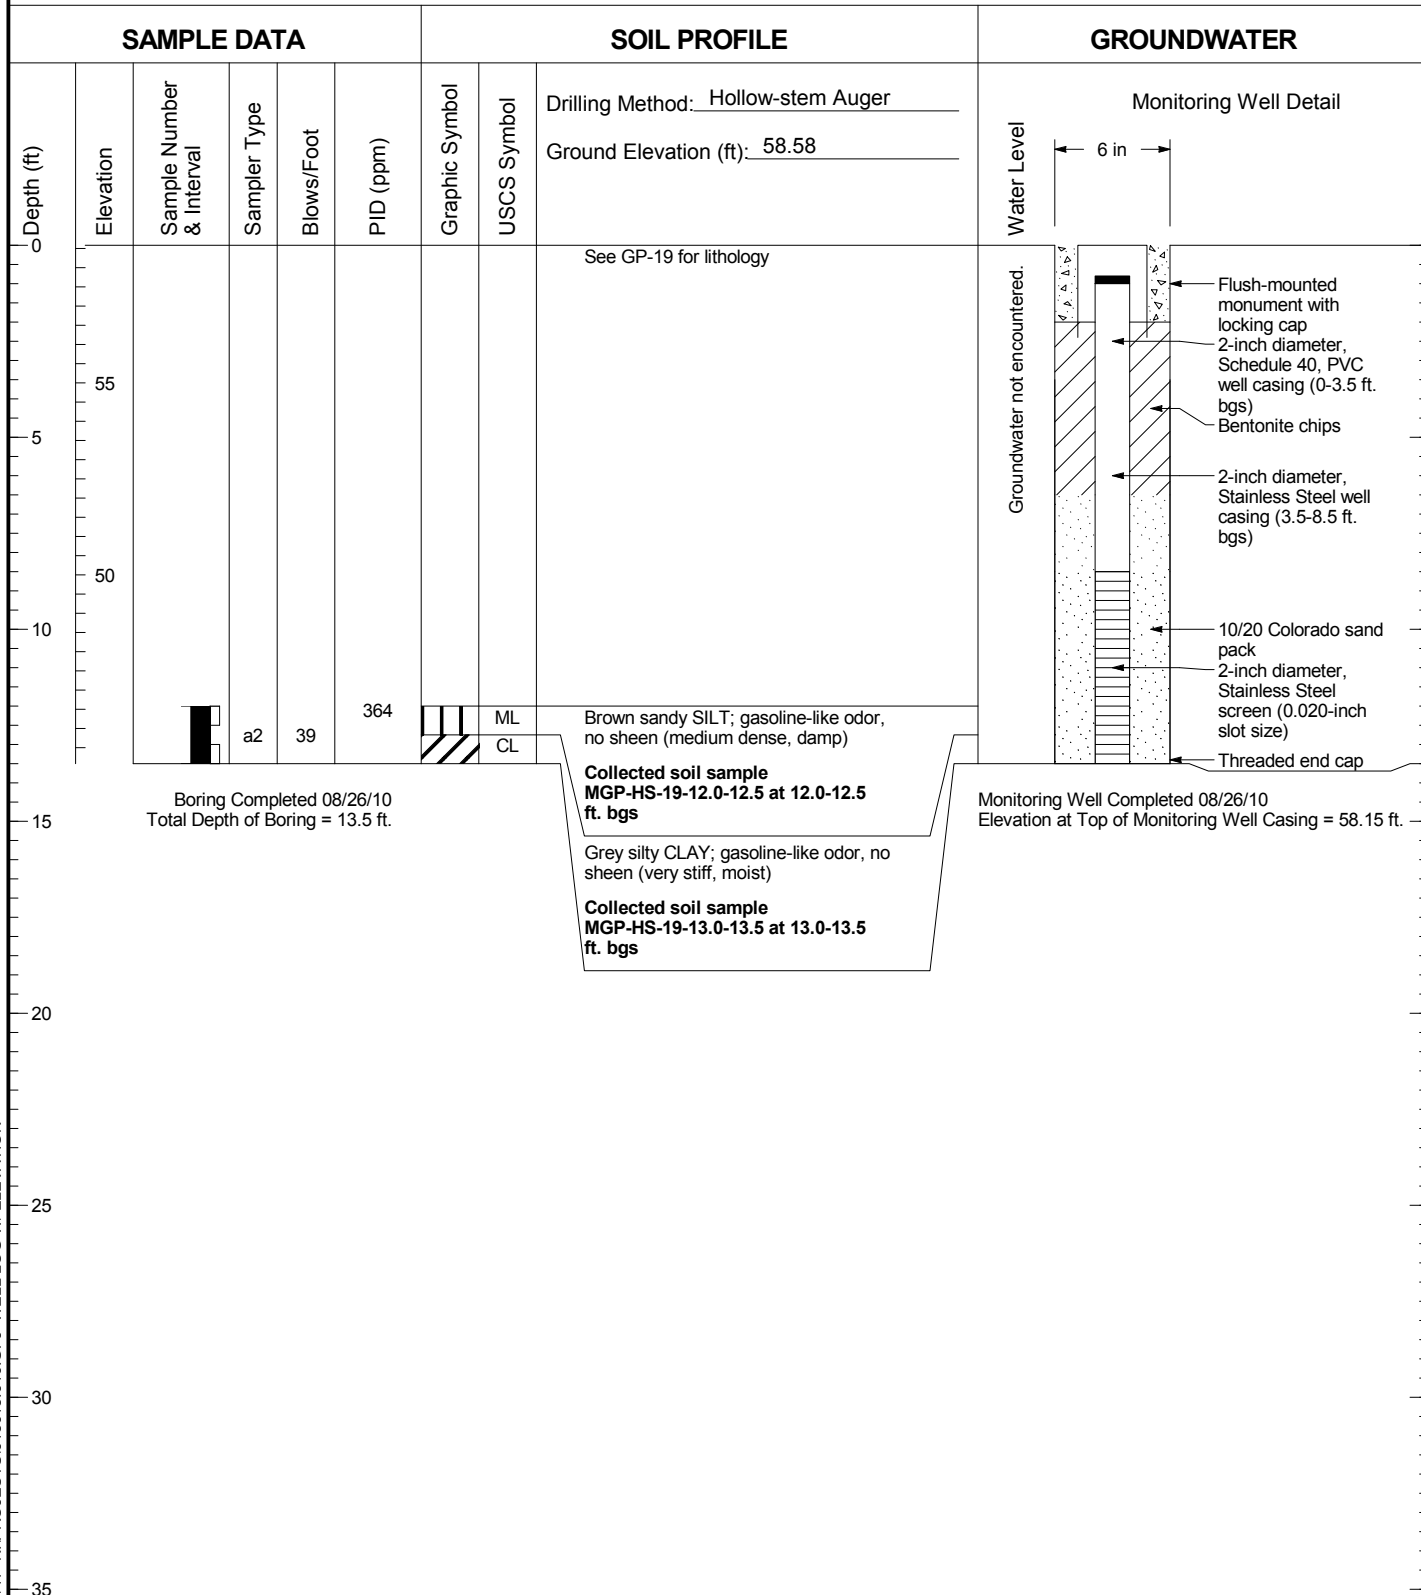 SAMPLE DATA
SOIL PROFILE
GROUNDWATER
Depth (ft)
Elevation
Sample Number
& Interval
Sampler Type
Blows/Foot
PID (ppm)
Graphic Symbol
USCS Symbol
Drilling Method: Hollow-stem Auger
Ground Elevation (ft): 58.58
Water Level
Monitoring Well Detail
6 in
0
See GP-19 for lithology
Groundwater not encountered.
Flush-mounted
monument with
locking cap
2-inch diameter,
Schedule 40, PVC
well casing (0-3.5 ft.
bgs)
55
5
Bentonite chips
2-inch diameter,
Stainless Steel well
casing (3.5-8.5 ft.
bgs)
50
10
10/20 Colorado sand
pack
2-inch diameter,
Stainless Steel
screen (0.020-inch
slot size)
Threaded end cap
a2
39
364
ML
CL
Brown sandy SILT; gasoline-like odor,
no sheen (medium dense, damp)
Collected soil sample
MGP-HS-19-12.0-12.5 at 12.0-12.5
ft. bgs
Boring Completed 08/26/10
Total Depth of Boring = 13.5 ft.
Monitoring Well Completed 08/26/10
Elevation at Top of Monitoring Well Casing = 58.15 ft.
15
Grey silty CLAY; gasoline-like odor, no
sheen (very stiff, moist)
Collected soil sample
MGP-HS-19-13.0-13.5 at 13.0-13.5
ft. bgs
20
25
30
35